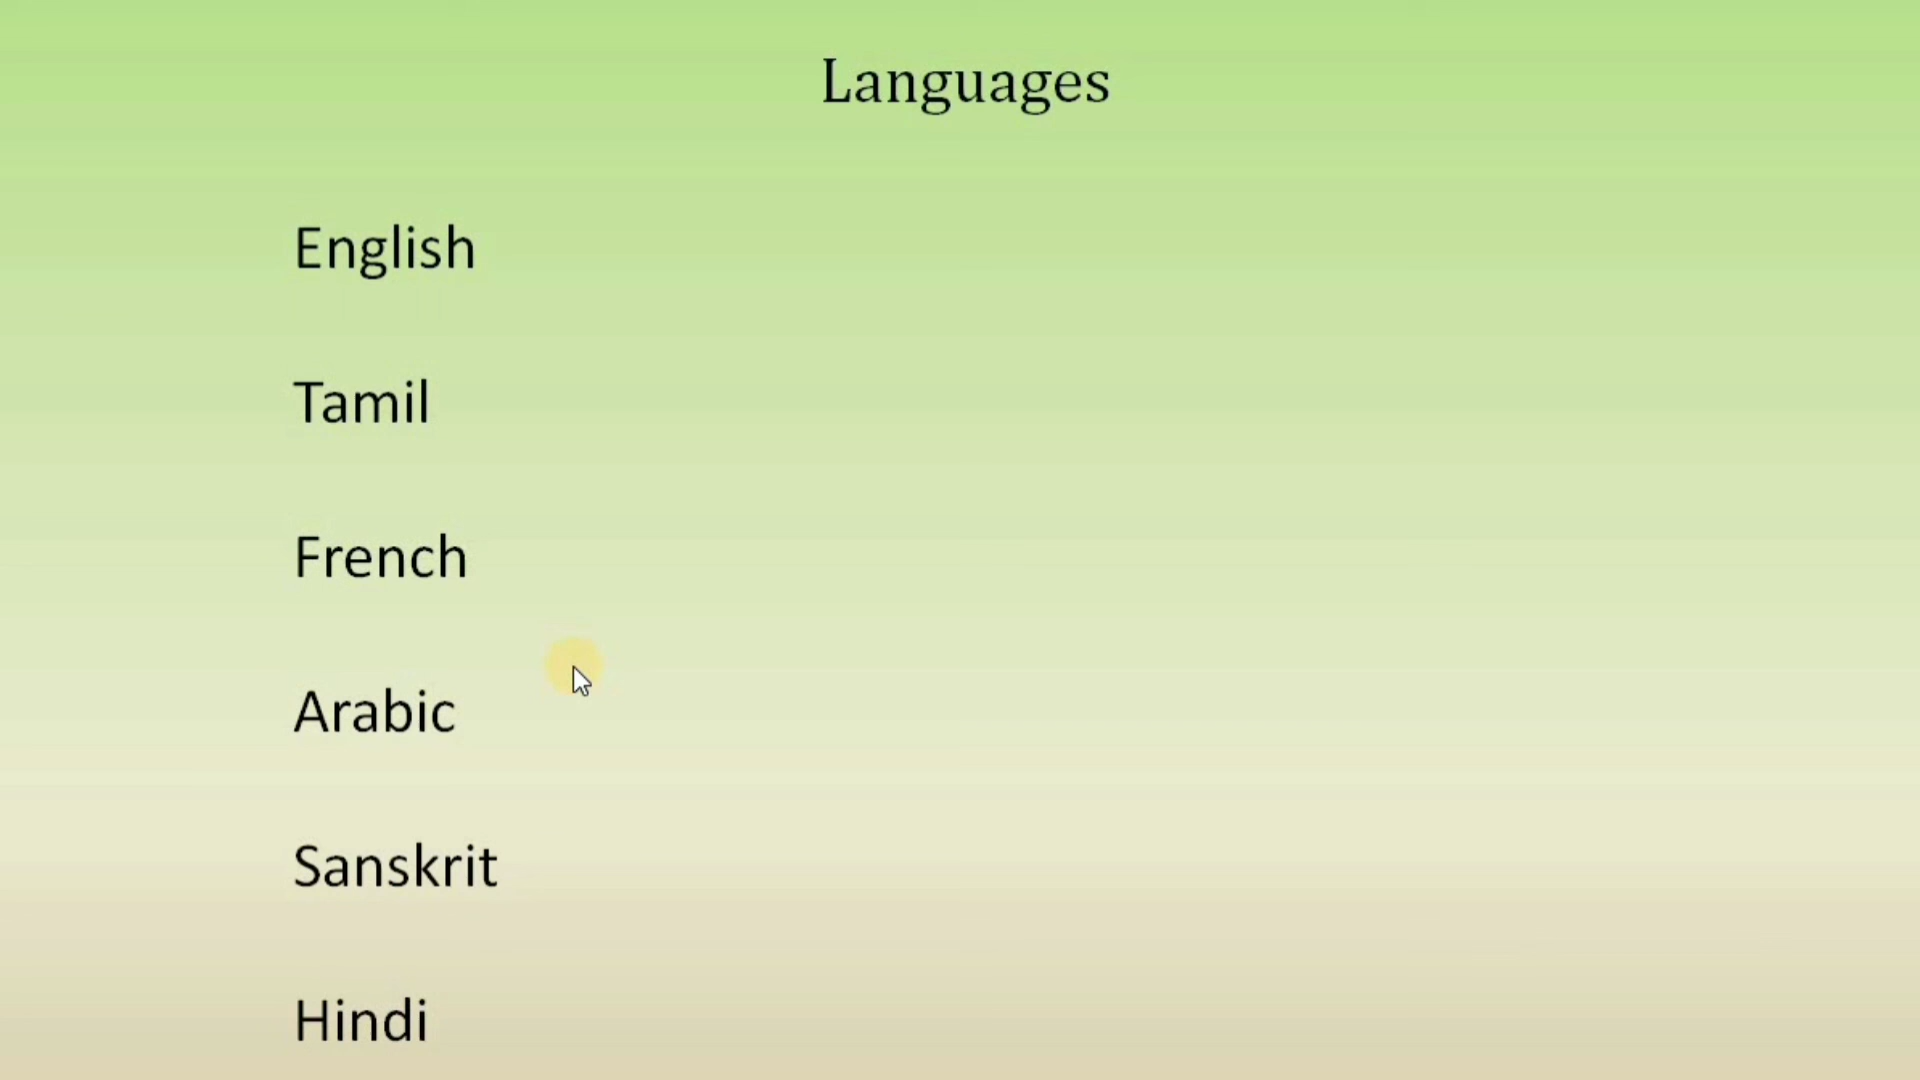 Languages
English
Tamil
French
Arabic
Sanskrit
Hindi